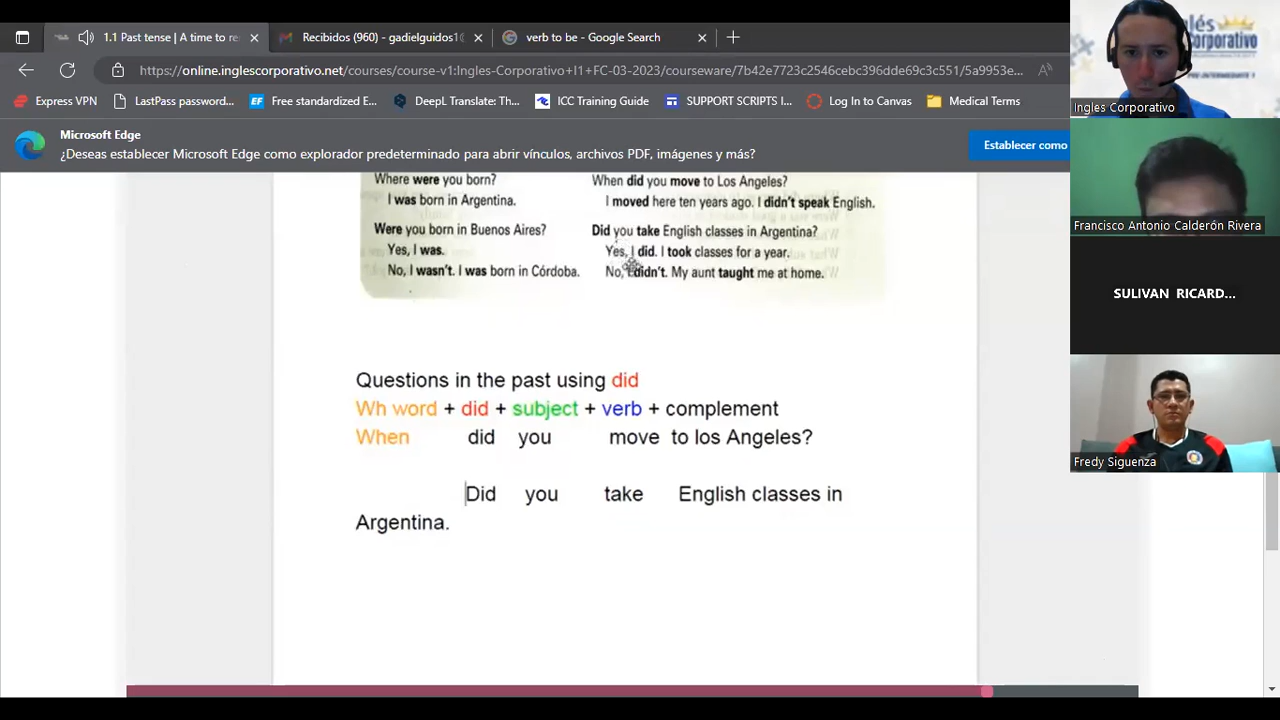 1.1 Past tense | A time to re
Recibidos (960) - gadielguidos1@
verb to be - Google Search
https://online.inglescorporativo.net/courses/course-v1:Ingles-Corporativo+I1+FC-03-2023/courseware/7b42e7723c2546cebc396dde69c3c551/5a9953e...
Express VPN
LastPass password...
Free standardized E...
DeepL Translate: Th...
ICC Training Guide
SUPPORT SCRIPTS I...
Log In to Canvas
Medical Terms
Microsoft Edge
¿Deseas establecer Microsoft Edge como explorador predeterminado para abrir vínculos, archivos PDF, imágenes y más?
Establecer como
Where were you born?
I was born in Argentina.
Were you born in Buenos Aires?
Yes, I was.
No, I wasn't. I was born in Córdoba.
When did you move to Los Angeles?
I moved here ten years ago. I didn't speak English.
Did you take English classes in Argentina?
Yes, I did. I took classes for a year.
No, I didn't. My aunt taught me at home.
Questions in the past using did
Wh word + did + subject + verb + complement
When did you move to los Angeles?
Did you take English classes in
Argentina.
Ingles Corporativo
Francisco Antonio Calderón Rivera
SULIVAN RICARD...
Fredy Siguenza